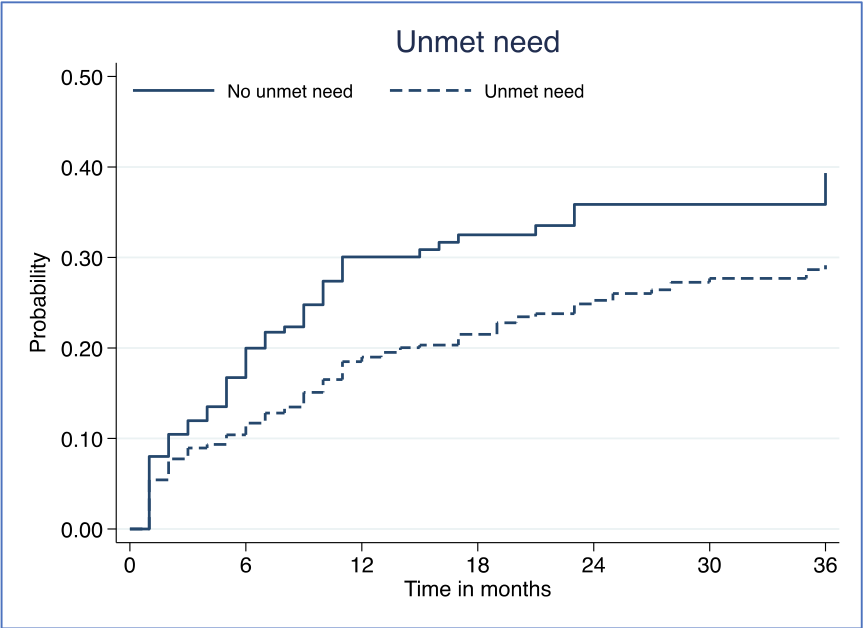 Unmet need
No unmet need Unmet need
0.50
0.40
0.30
0.20
0.10
0.00
Probability
0 6 12 18 24 30 36
Time in months